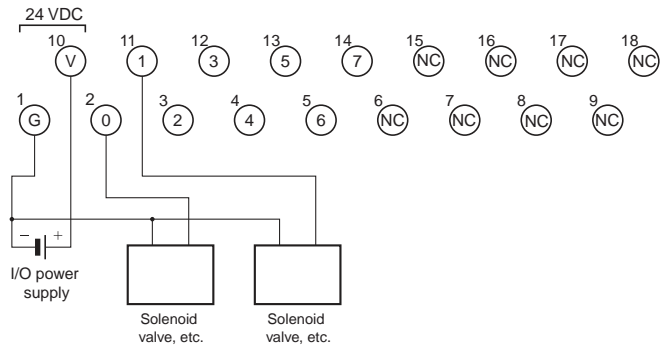 24 VDC
10 11 12 13 14 15 16 17 18
V 1 3 5 7 NC NC NC NC
1 2 3 4 5 6 7 8 9
G 0 2 4 6 NC NC NC NC
− +
I/O power
supply
Solenoid
valve, etc.
Solenoid
valve, etc.